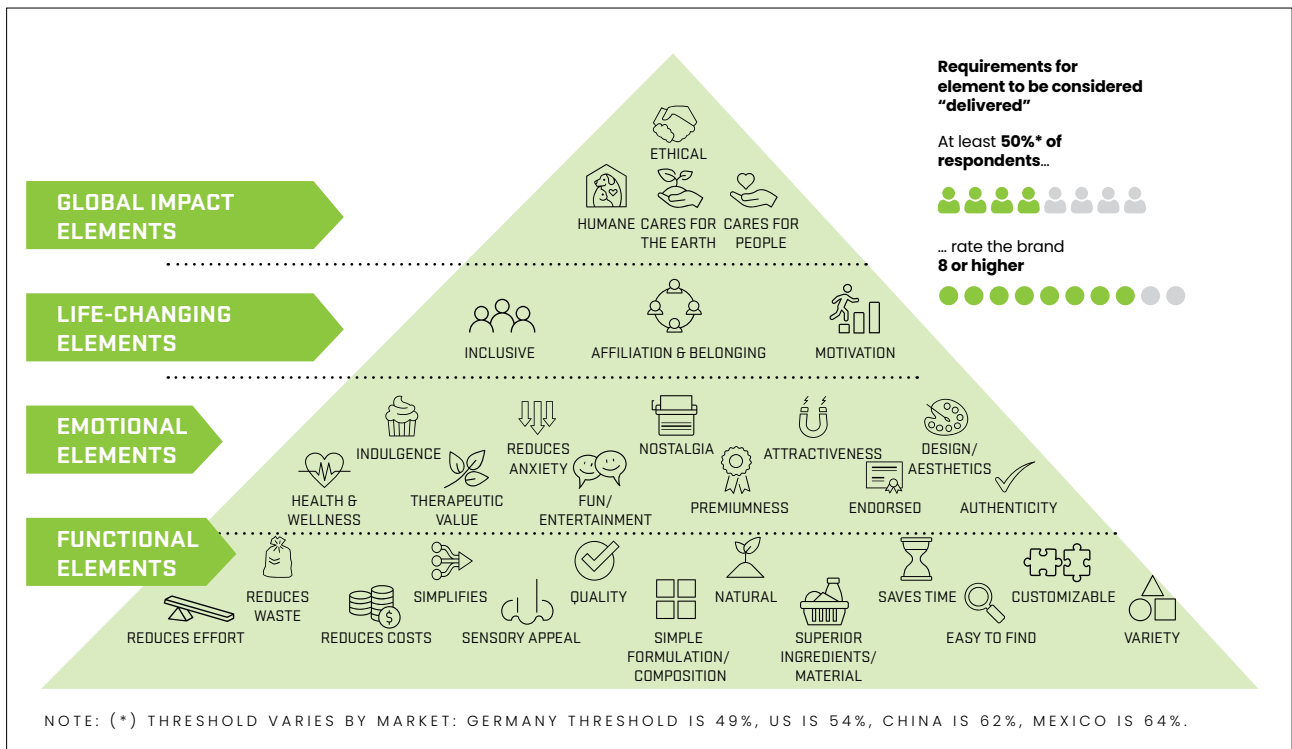 Requirements for
element to be considered
“delivered”
At least 50%* of
respondents…
… rate the brand
8 or higher
GLOBAL IMPACT
ELEMENTS
ETHICAL
HUMANE
CARES FOR
THE EARTH
CARES FOR
PEOPLE
LIFE-CHANGING
ELEMENTS
INCLUSIVE
AFFILIATION & BELONGING
MOTIVATION
EMOTIONAL
ELEMENTS
INDULGENCE
REDUCES
ANXIETY
NOSTALGIA
ATTRACTIVENESS
DESIGN/
AESTHETICS
HEALTH &
WELLNESS
THERAPEUTIC
VALUE
FUN/
ENTERTAINMENT
PREMIUMNESS
ENDORSED
AUTHENTICITY
FUNCTIONAL
ELEMENTS
REDUCES
WASTE
SIMPLIFIES
QUALITY
NATURAL
SAVES TIME
CUSTOMIZABLE
REDUCES EFFORT
REDUCES COSTS
$
SENSORY APPEAL
SIMPLE
FORMULATION/
COMPOSITION
SUPERIOR
INGREDIENTS/
MATERIAL
EASY TO FIND
VARIETY
NOTE: (*) THRESHOLD VARIES BY MARKET: GERMANY THRESHOLD IS 49%, US IS 54%, CHINA IS 62%, MEXICO IS 64%.